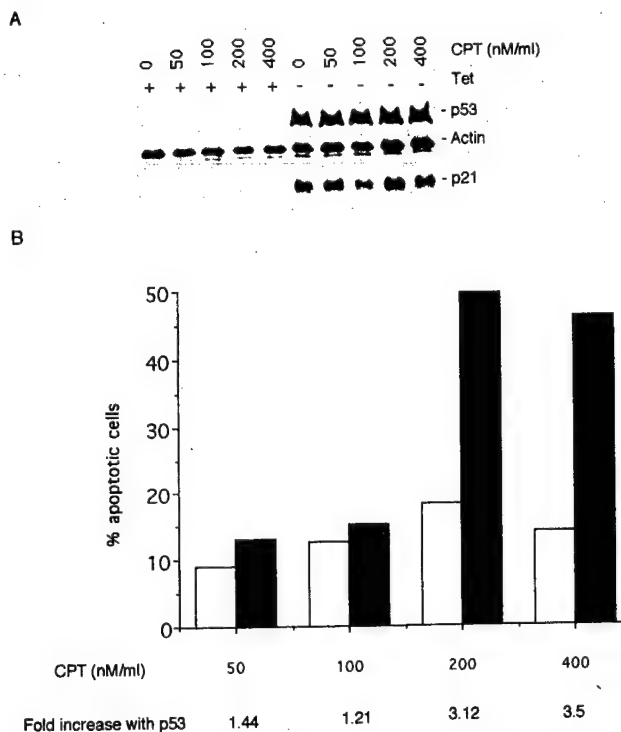 A
0 50 100 200 400 0 50 100 200 400 CPT (nM/ml)
+ + + + + - - - - - Tet
- p53
- Actin
- p21
B
50
40
30
20
10
0
% apoptotic cells
CPT (nM/ml) 50 100 200 400
Fold increase with p53 1.44 1.21 3.12 3.5